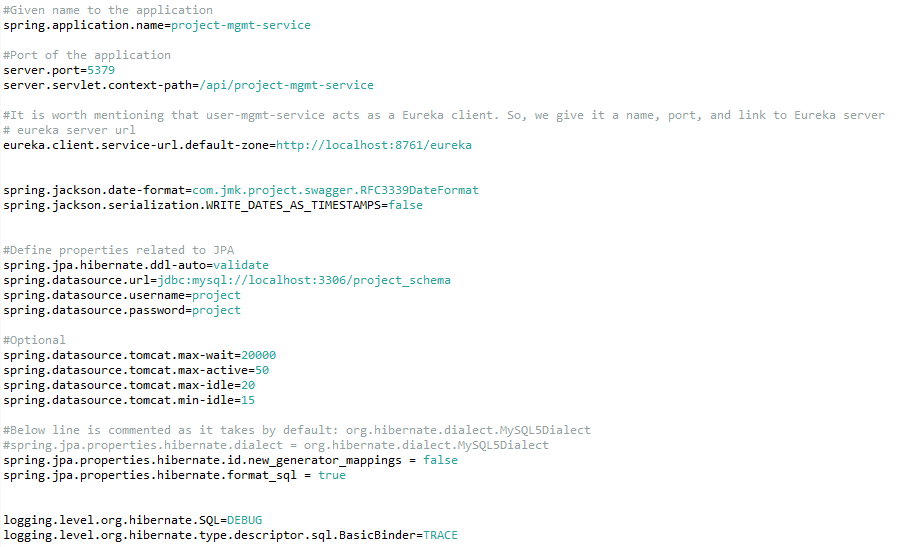 #Given name to the application
spring.application.name=project-mgmt-service
#Port of the application
server.port=5379
server.servlet.context-path=/api/project-mgmt-service
#It is worth mentioning that user-mgmt-service acts as a Eureka client. So, we give it a name, port, and link to Eureka server
# eureka server url
eureka.client.service-url.default-zone=http://localhost:8761/eureka
spring.jackson.date-format=com.jmk.project.swagger.RFC3339DateFormat
spring.jackson.serialization.WRITE_DATES_AS_TIMESTAMPS=false
#Define properties related to JPA
spring.jpa.hibernate.ddl-auto=validate
spring.datasource.url=jdbc:mysql://localhost:3306/project_schema
spring.datasource.username=project
spring.datasource.password=project
#Optional
spring.datasource.tomcat.max-wait=20000
spring.datasource.tomcat.max-active=50
spring.datasource.tomcat.max-idle=20
spring.datasource.tomcat.min-idle=15
#Below line is commented as it takes by default: org.hibernate.dialect.MySQL5Dialect
#spring.jpa.properties.hibernate.dialect = org.hibernate.dialect.MySQL5Dialect
spring.jpa.properties.hibernate.id.new_generator_mappings = false
spring.jpa.properties.hibernate.format_sql = true
logging.level.org.hibernate.SQL=DEBUG
logging.level.org.hibernate.type.descriptor.sql.BasicBinder=TRACE